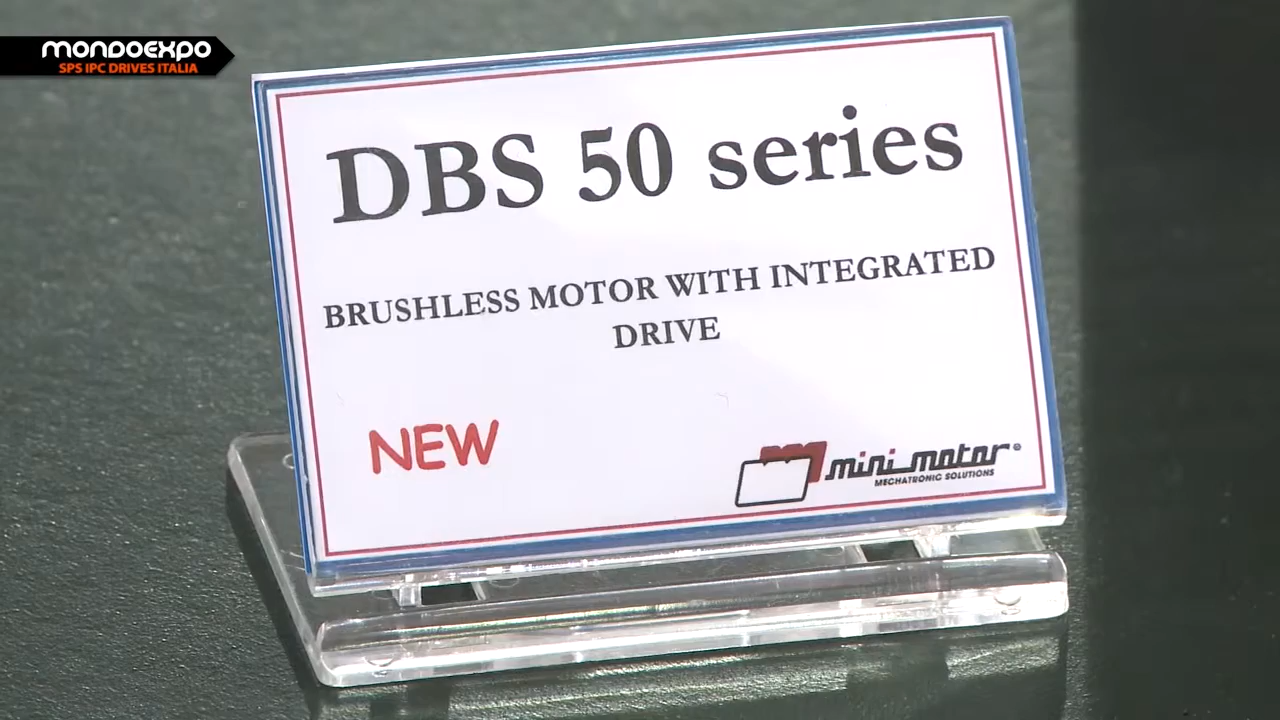 MONDOEXPO
SPS IPC DRIVES ITALIA
DBS 50 series
BRUSHLESS MOTOR WITH INTEGRATED
DRIVE
NEW
mini motor®
MECHATRONIC SOLUTIONS